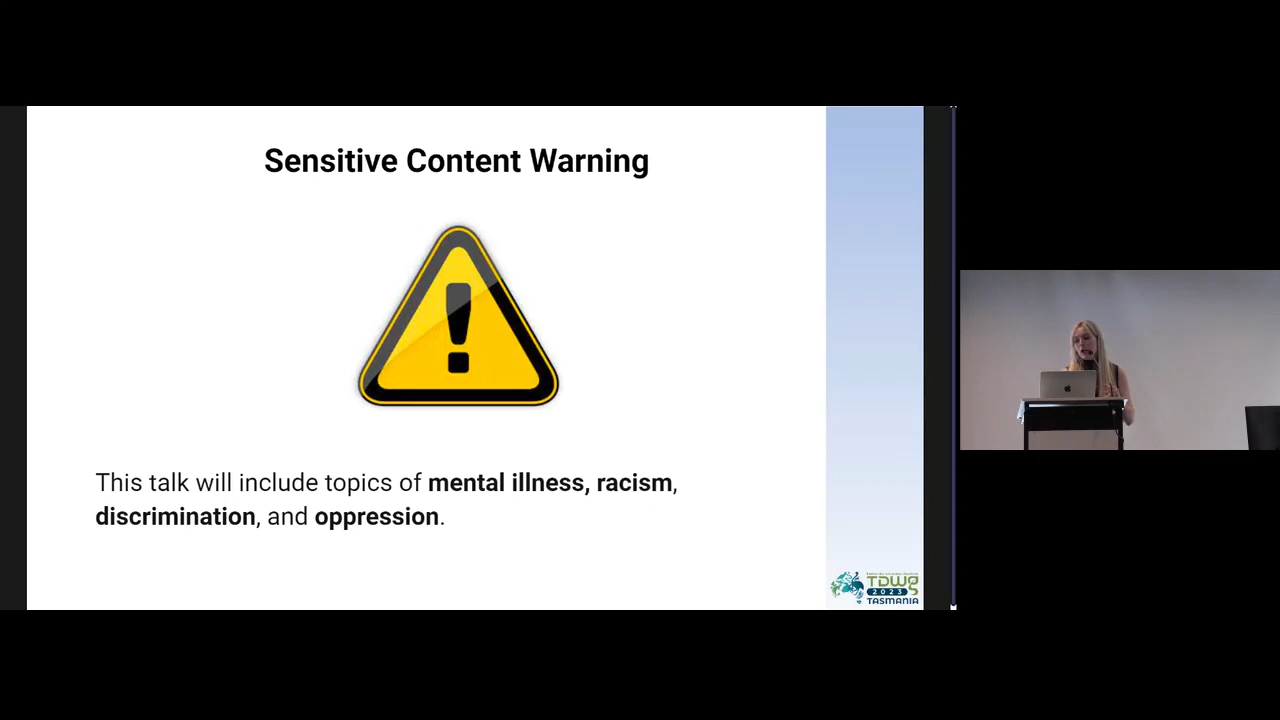 Sensitive Content Warning
This talk will include topics of mental illness, racism,
discrimination, and oppression.
TDWG
2023
TASMANIA